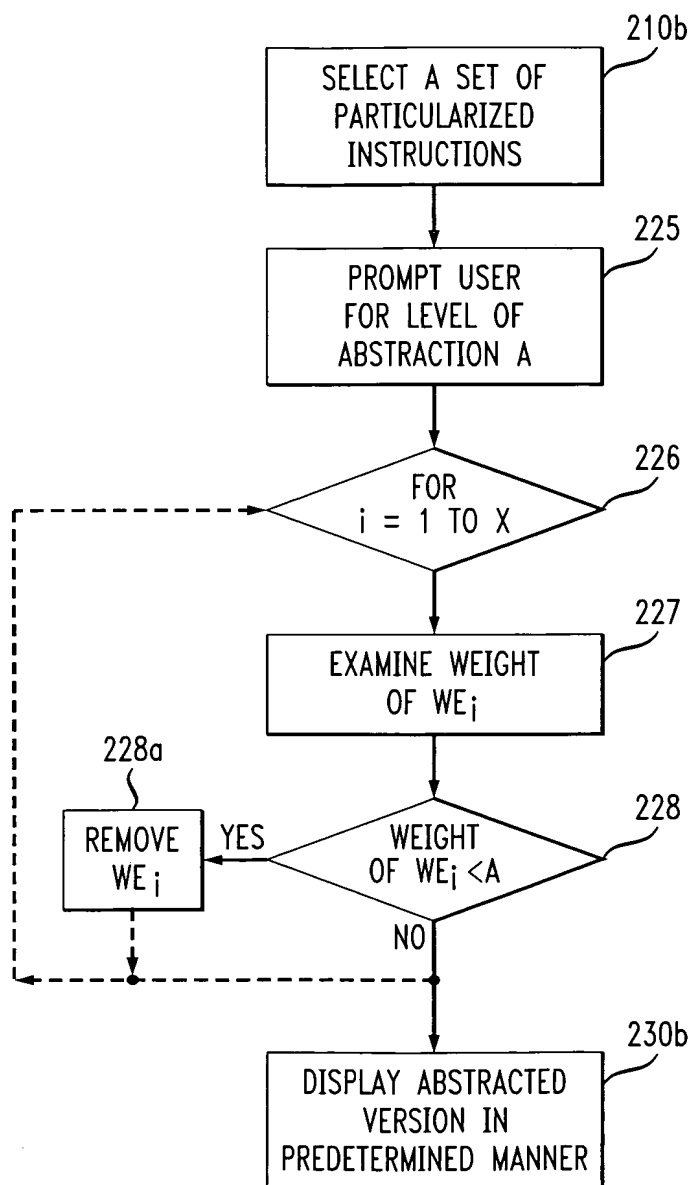 210b
SELECT A SET OF
PARTICULARIZED
INSTRUCTIONS
225
PROMPT USER
FOR LEVEL OF
ABSTRACTION A
226
FOR
i = 1 TO X
227
EXAMINE WEIGHT
OF WEi
228a
REMOVE
WEi
YES
228
WEIGHT
OF WEi <A
NO
230b
DISPLAY ABSTRACTED
VERSION IN
PREDETERMINED MANNER